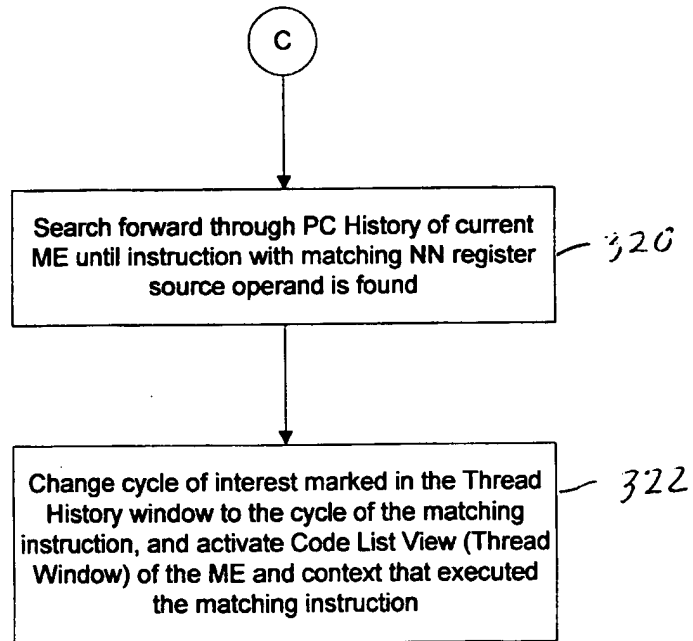 C
Search forward through PC History of current
ME until instruction with matching NN register
source operand is found
320
Change cycle of interest marked in the Thread
History window to the cycle of the matching
instruction, and activate Code List View (Thread
Window) of the ME and context that executed
the matching instruction
322